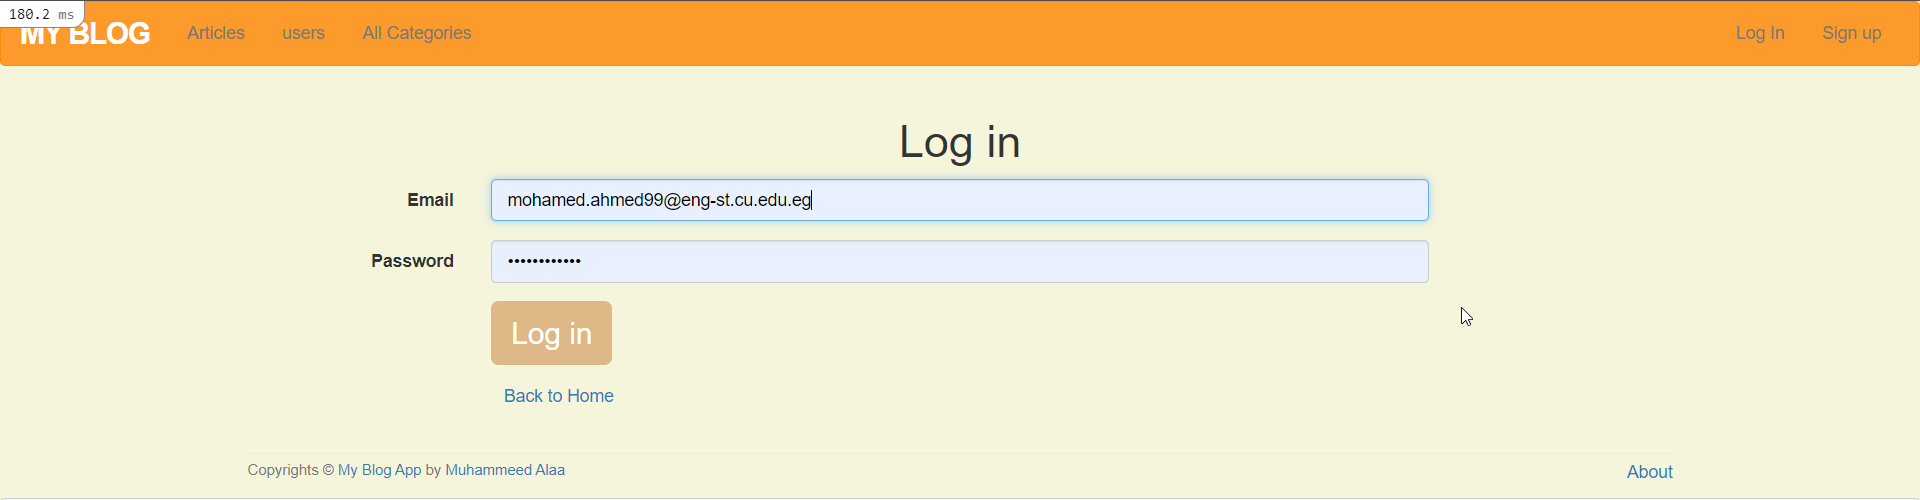 180.2 ms
MY BLOG Articles users All Categories Log In Sign up
Log in
Email mohamed.ahmed99@eng-st.cu.edu.eg
Password ••••••••••••
Log in
Back to Home
Copyrights © My Blog App by Muhammeed Alaa About